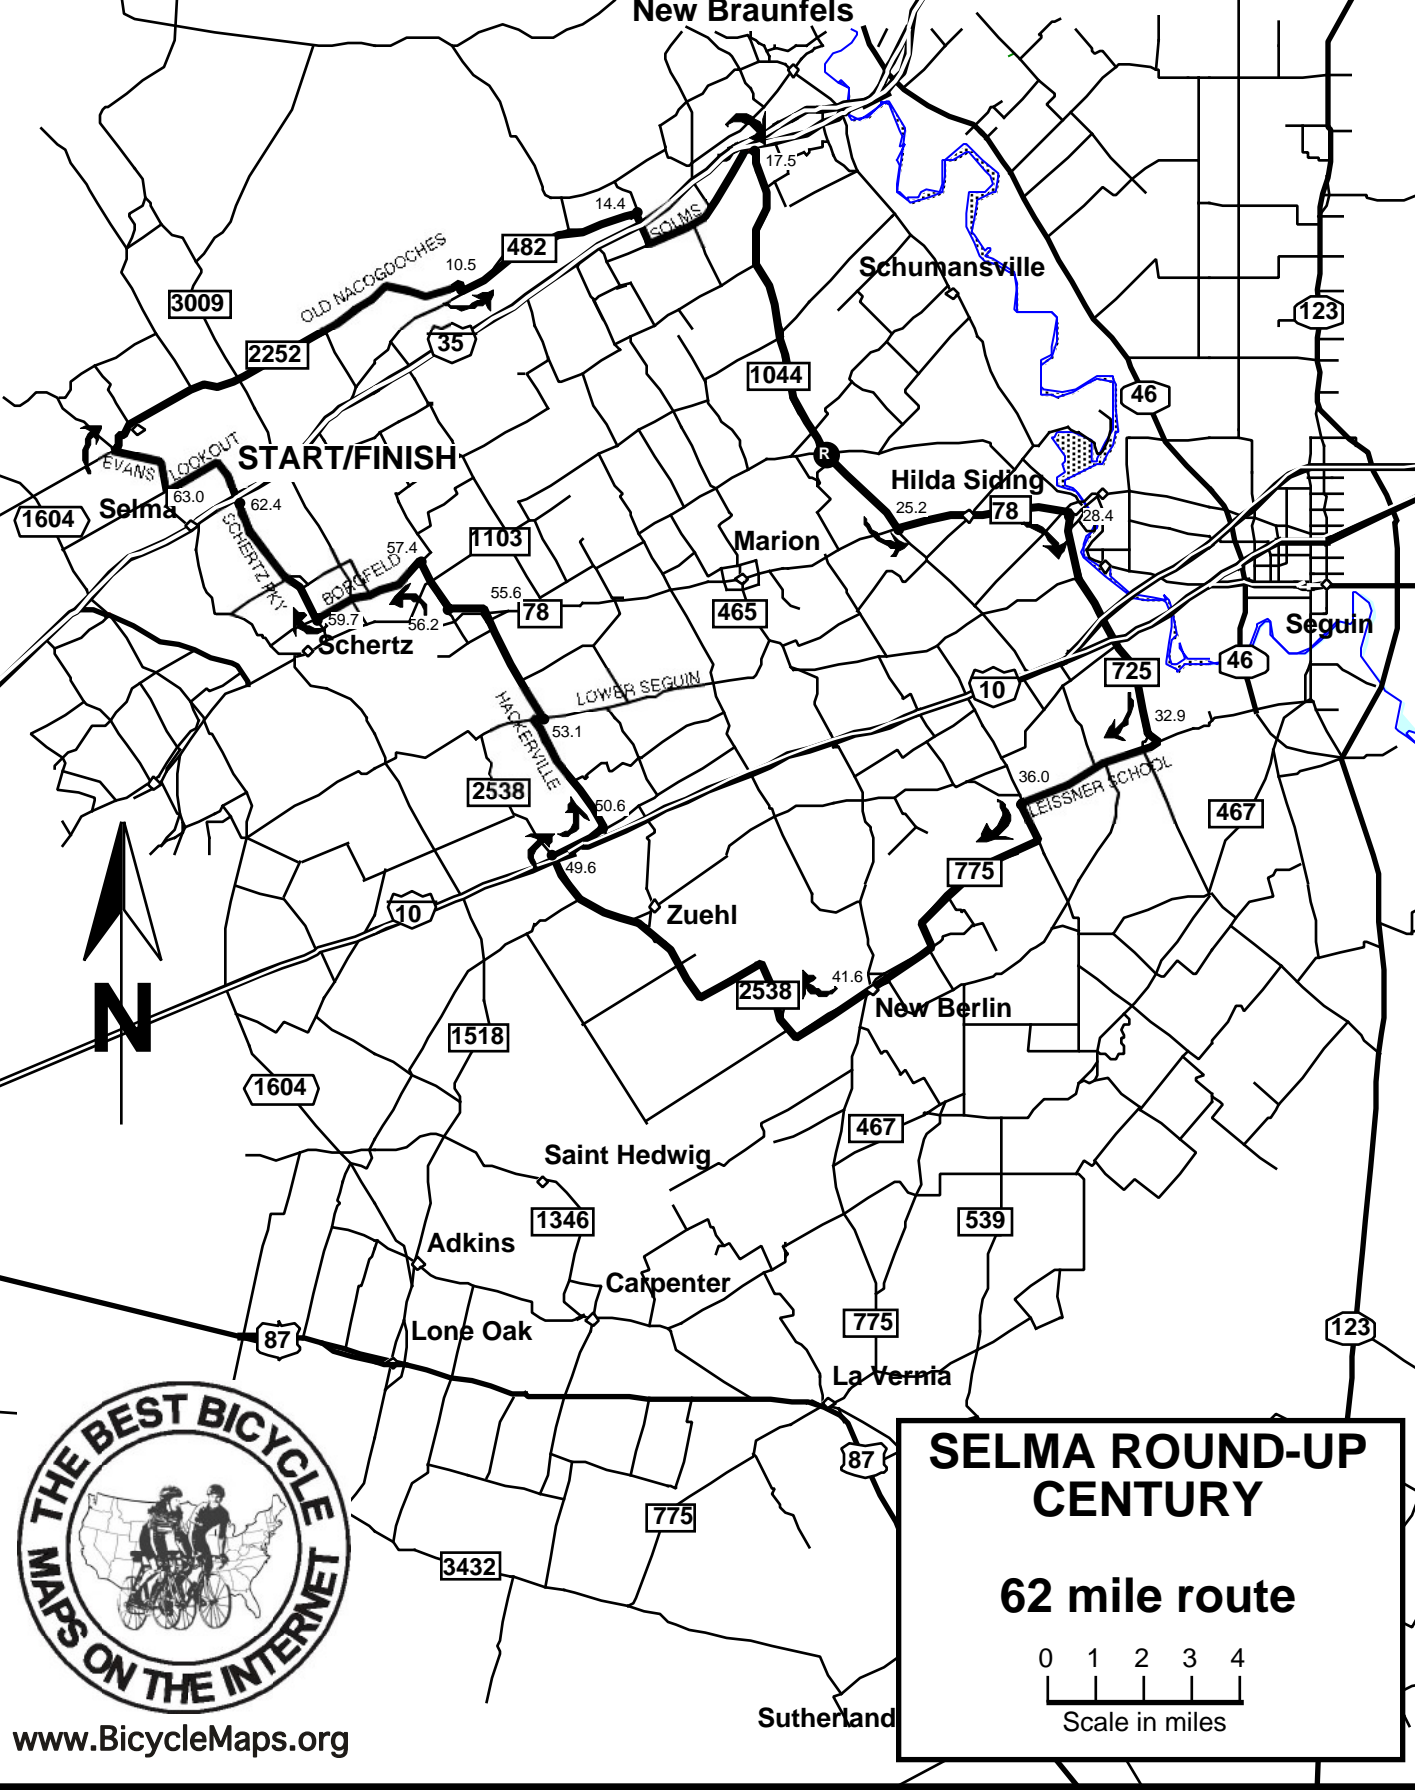 New Braunfels
17.5
14.4
SOLMS
482
OLD NACOGDOCHES
10.5
Schumansville
3009
123
35
2252
1044
46
START/FINISH
LOOKOUT
EVANS
R
Hilda Siding
63.0
62.4
Selma
1604
25.2
78
28.4
SCHERTZ PKY
1103
57.4
Marion
BORGFELD
55.6
78
465
59.7
56.2
Schertz
Seguin
46
725
LOWER SEGUIN
10
HACKERVILLE
53.1
32.9
2538
36.0
LEISSNER SCHOOL
50.6
467
49.6
775
10
Zuehl
41.6
2538
New Berlin
N
1518
1604
467
Saint Hedwig
1346
539
Adkins
Carpenter
775
87
Lone Oak
123
La Vernia
87
775
3432
Sutherland
THE BEST BICYCLE
MAPS ON THE INTERNET
www.BicycleMaps.org
SELMA ROUND-UP
CENTURY
62 mile route
0 1 2 3 4
Scale in miles